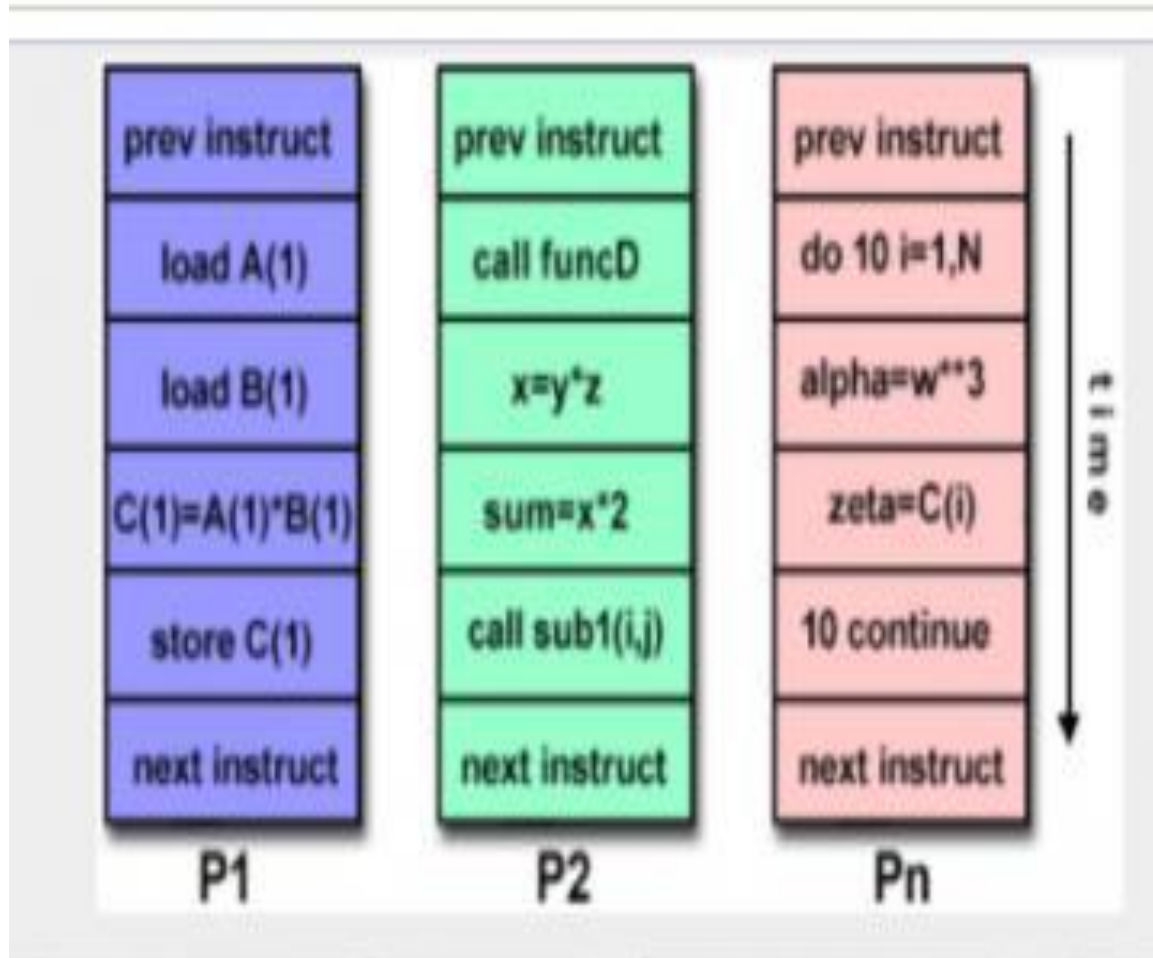 prev instruct
load A(1)
load B(1)
C(1)=A(1)*B(1)
store C(1)
next instruct
P1
prev instruct
call funcD
x=y*z
sum=x*2
call sub1(i,j)
next instruct
P2
prev instruct
do 10 i=1,N
alpha=w**3
zeta=C(i)
10 continue
next instruct
Pn
time